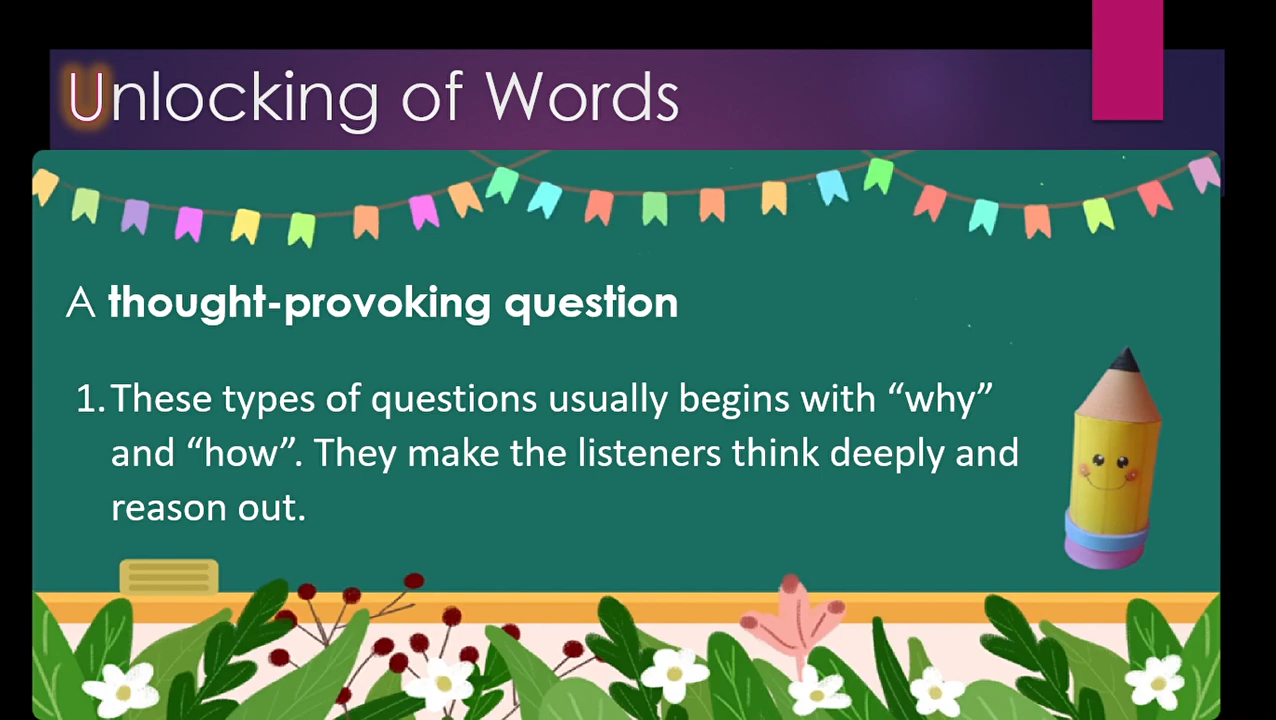 Unlocking of Words
A thought-provoking question
1. These types of questions usually begins with “why”
and “how”. They make the listeners think deeply and
reason out.